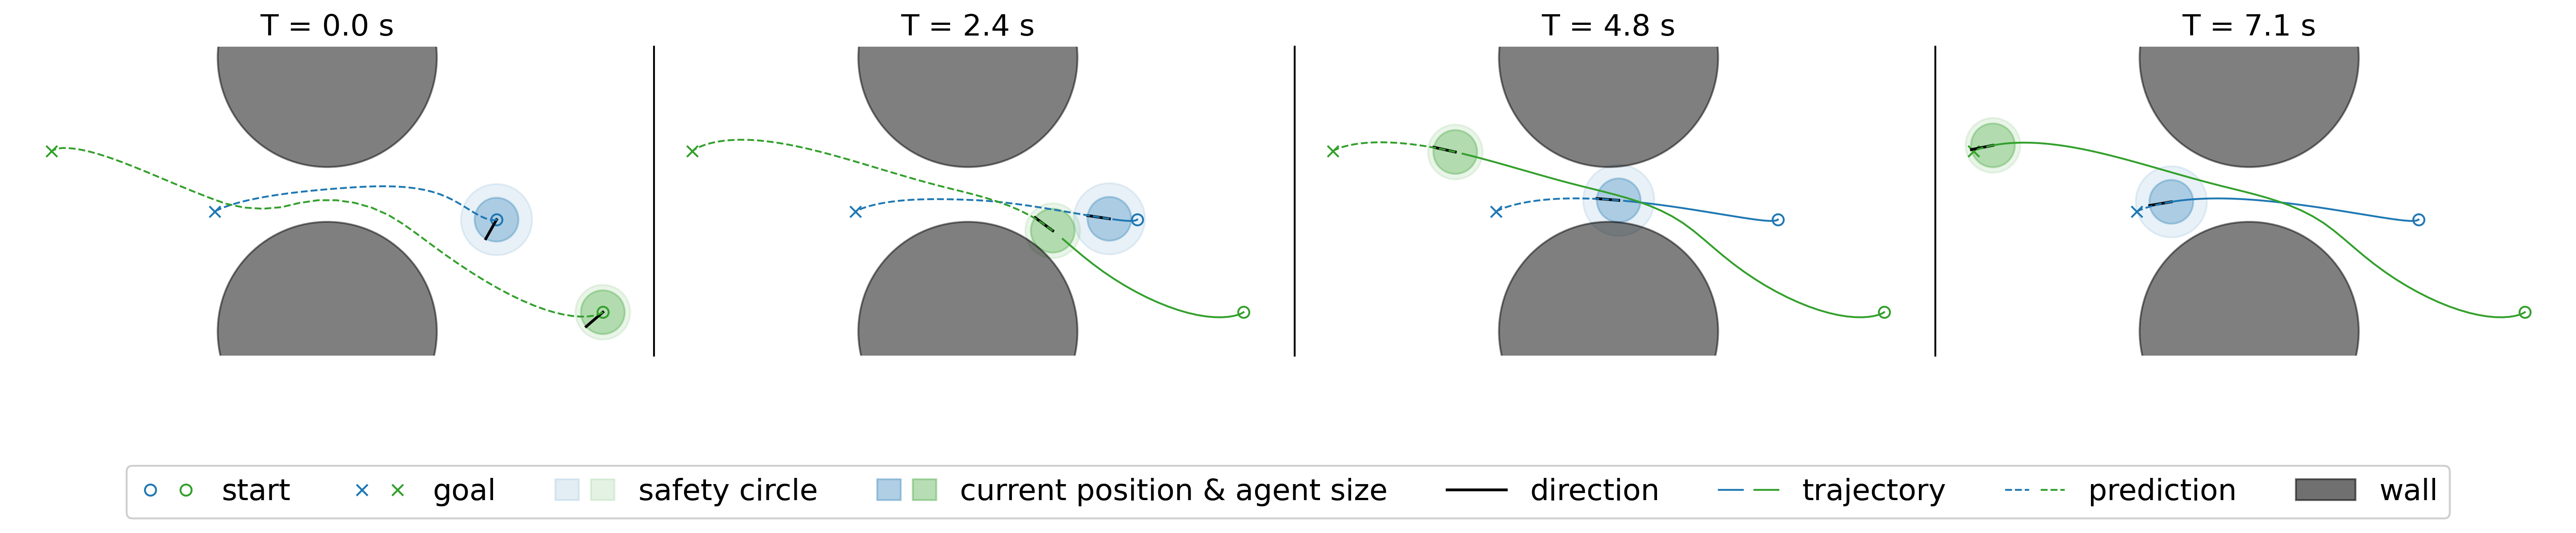 T = 0.0 s
T = 2.4 s
T = 4.8 s
T = 7.1 s
start goal safety circle current position & agent size direction trajectory prediction wall